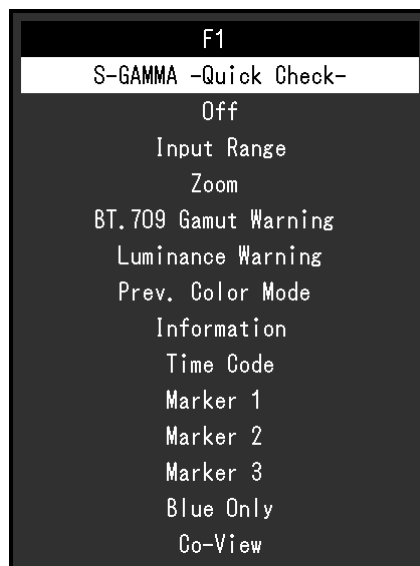 F1
S-GAMMA -Quick Check-
Off
Input Range
Zoom
BT.709 Gamut Warning
Luminance Warning
Prev. Color Mode
Information
Time Code
Marker 1
Marker 2
Marker 3
Blue Only
Co-View